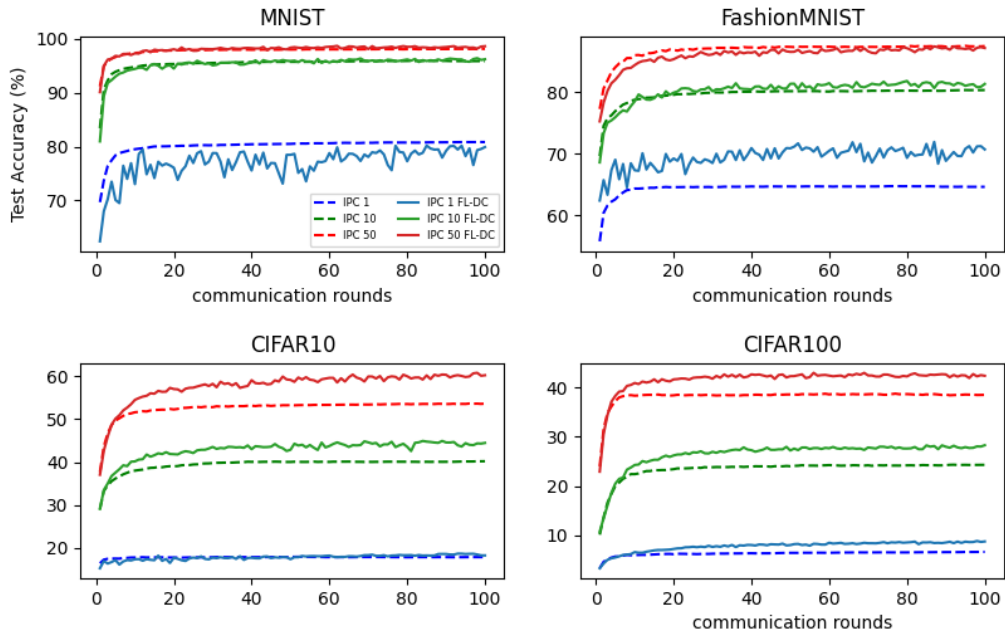 MNIST
FashionMNIST
Test Accuracy (%)
100
90
80
70
IPC 1
IPC 10
IPC 50
IPC 1 FL-DC
IPC 10 FL-DC
IPC 50 FL-DC
0 20 40 60 80 100
communication rounds
80
70
60
0 20 40 60 80 100
communication rounds
CIFAR10
CIFAR100
60
50
40
30
20
0 20 40 60 80 100
40
30
20
10
0 20 40 60 80 100
communication rounds